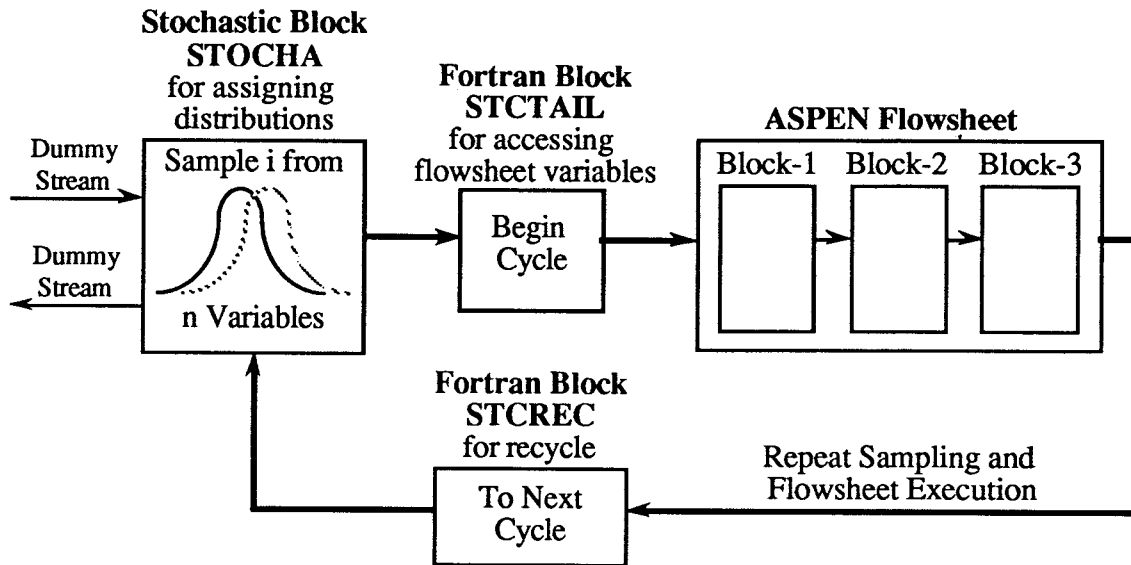 Stochastic Block
STOCHA
for assigning
distributions
Dummy
Stream
Dummy
Stream
Sample i from
n Variables
Fortran Block
STCTAIL
for accessing
flowsheet variables
Begin
Cycle
ASPEN Flowsheet
Block-1
Block-2
Block-3
Fortran Block
STCREC
for recycle
To Next
Cycle
Repeat Sampling and
Flowsheet Execution